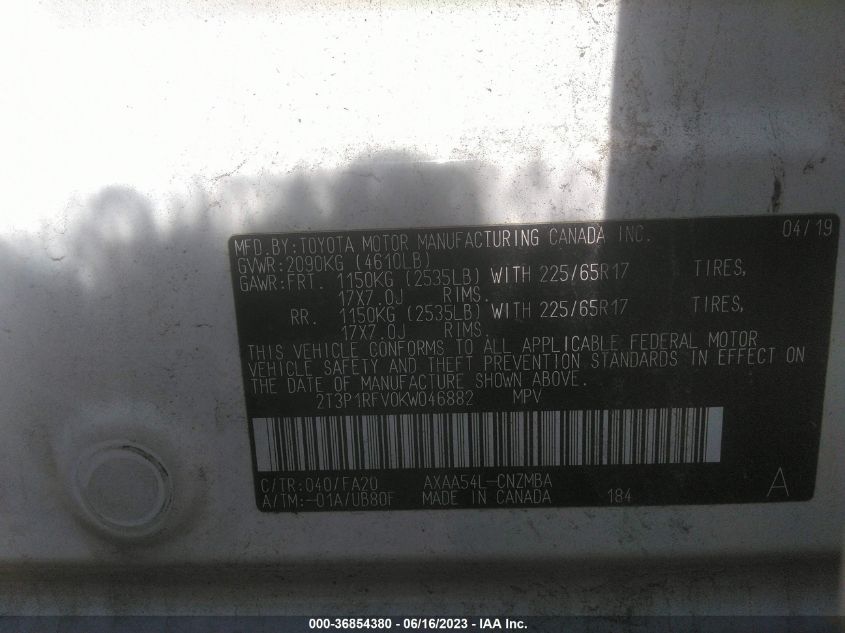 MFD.BY:TOYOTA MOTOR MANUFACTURING CANADA INC. 04/19
GVWR:2090KG (4610LB)
GAWR:FRT. 1150KG (2535LB) WITH 225/65R17 TIRES,
17X7.0J RIMS.
RR. 1150KG (2535LB) WITH 225/65R17 TIRES,
17X7.0J RIMS.
THIS VEHICLE CONFORMS TO ALL APPLICABLE FEDERAL MOTOR
VEHICLE SAFETY AND THEFT PREVENTION STANDARDS IN EFFECT ON
THE DATE OF MANUFACTURE SHOWN ABOVE.
2T3P1RFV0KW046882 MPV
C/TR:040/FA20 AXAA54L-CNZMBA
A/TM:-01A/UB80F MADE IN CANADA 184 A
000-36854380 - 06/16/2023 - IAA Inc.